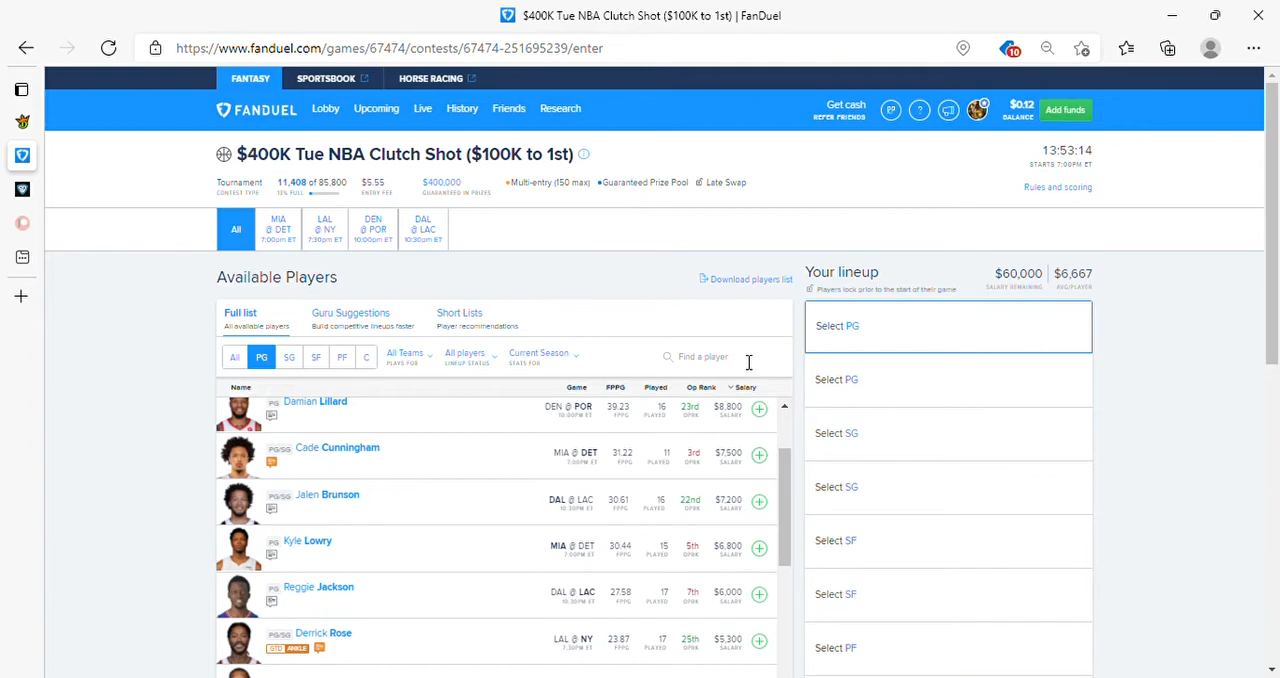 $400K Tue NBA Clutch Shot ($100K to 1st) | FanDuel
https://www.fanduel.com/games/67474/contests/67474-251695239/enter
10
FANTASY SPORTSBOOK HORSE RACING
FANDUEL Lobby Upcoming Live History Friends Research
Get cash
REFER FRIENDS
?
$0.12
BALANCE
Add funds
$400K Tue NBA Clutch Shot ($100K to 1st)
13:53:14
STARTS 7:00PM ET
Tournament
CONTEST TYPE
11,408 of 85,800
13% FULL
$5.55
ENTRY FEE
$400,000
GUARANTEED IN PRIZES
Multi-entry (150 max) Guaranteed Prize Pool Late Swap
Rules and scoring
All
MIA
@ DET
7:00pm ET
LAL
@ NY
7:30pm ET
DEN
@ POR
10:00pm ET
DAL
@ LAC
10:30pm ET
Available Players
Download players list
Full list
All available players
Guru Suggestions
Build competitive lineups faster
Short Lists
Player recommendations
All PG SG SF PF C
All Teams
PLAYS FOR
All players
LINEUP STATUS
Current Season
STATS FOR
Find a player
Name Game FPPG Played Op Rank Salary
PG Damian Lillard
DEN @ POR 39.23 16 23rd $8,800
10:00PM ET FPPG PLAYED OPRK SALARY
PG/SG Cade Cunningham
MIA @ DET 31.22 11 3rd $7,500
7:00PM ET FPPG PLAYED OPRK SALARY
PG/SG Jalen Brunson
DAL @ LAC 30.61 16 22nd $7,200
10:30PM ET FPPG PLAYED OPRK SALARY
PG Kyle Lowry
MIA @ DET 30.44 15 5th $6,800
7:00PM ET FPPG PLAYED OPRK SALARY
PG Reggie Jackson
DAL @ LAC 27.58 17 7th $6,000
10:30PM ET FPPG PLAYED OPRK SALARY
PG/SG Derrick Rose
GTD ANKLE
LAL @ NY 23.87 17 25th $5,300
7:30PM ET FPPG PLAYED OPRK SALARY
Your lineup
Players lock prior to the start of their game
$60,000
SALARY REMAINING
$6,667
AVG/PLAYER
Select PG
Select PG
Select SG
Select SG
Select SF
Select SF
Select PF